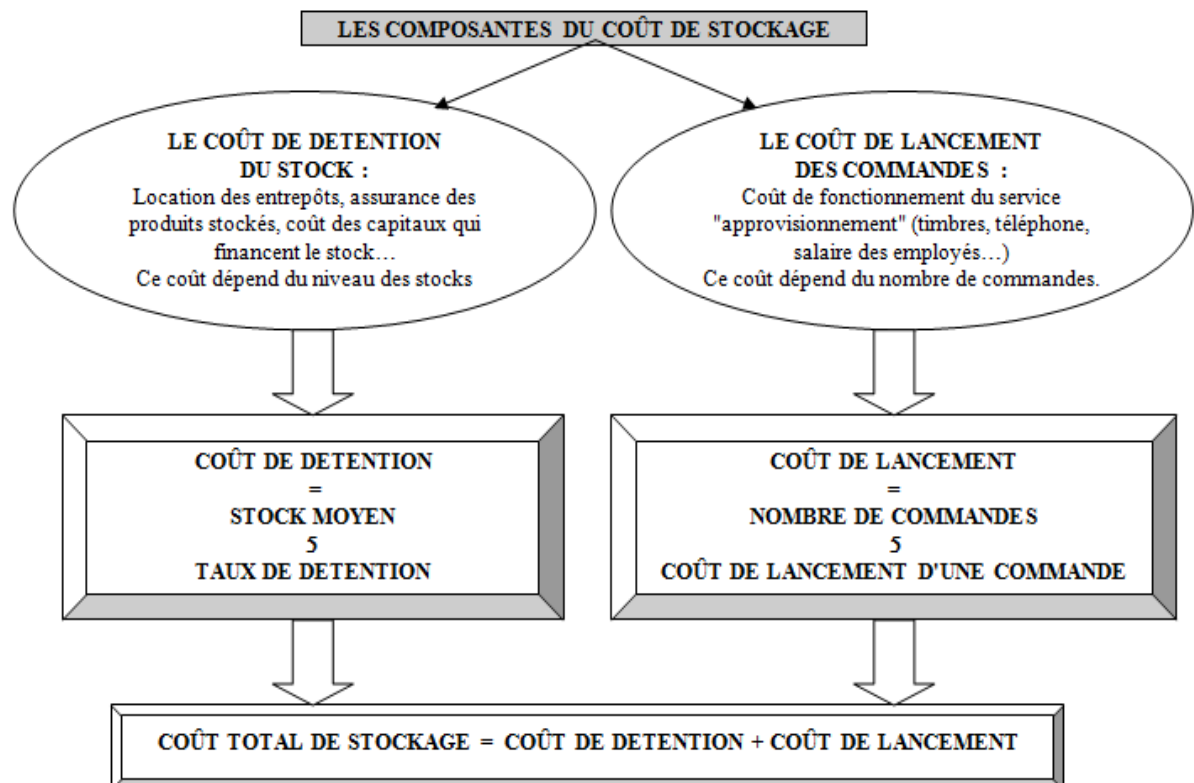 LES COMPOSANTES DU COÛT DE STOCKAGE
LE COÛT DE DETENTION
DU STOCK :
Location des entrepôts, assurance des
produits stockés, coût des capitaux qui
financent le stock…
Ce coût dépend du niveau des stocks
LE COÛT DE LANCEMENT
DES COMMANDES :
Coût de fonctionnement du service
"approvisionnement" (timbres, téléphone,
salaire des employés…)
Ce coût dépend du nombre de commandes.
COÛT DE DETENTION
=
STOCK MOYEN
5
TAUX DE DETENTION
COÛT DE LANCEMENT
=
NOMBRE DE COMMANDES
5
COÛT DE LANCEMENT D'UNE COMMANDE
COÛT TOTAL DE STOCKAGE = COÛT DE DETENTION + COÛT DE LANCEMENT